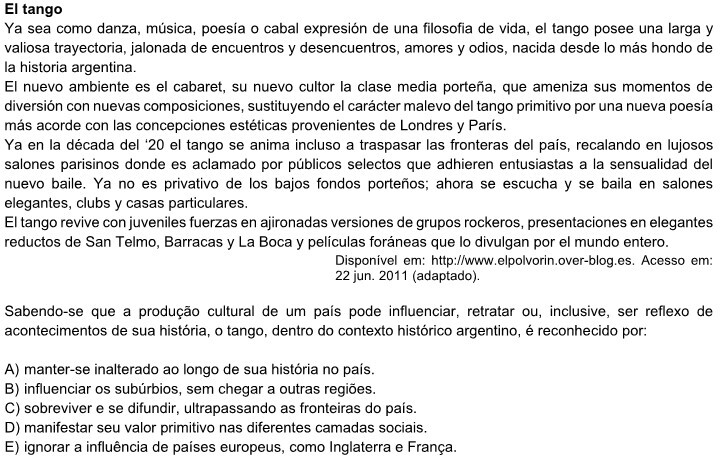 El tango
Ya sea como danza, música, poesía o cabal expresión de una filosofia de vida, el tango posee una larga y
valiosa trayectoria, jalonada de encuentros y desencuentros, amores y odios, nacida desde lo más hondo de
la historia argentina.
El nuevo ambiente es el cabaret, su nuevo cultor la clase media porteña, que ameniza sus momentos de
diversión con nuevas composiciones, sustituyendo el carácter malevo del tango primitivo por una nueva poesía
más acorde con las concepciones estéticas provenientes de Londres y París.
Ya en la década del ‘20 el tango se anima incluso a traspasar las fronteras del país, recalando en lujosos
salones parisinos donde es aclamado por públicos selectos que adhieren entusiastas a la sensualidad del
nuevo baile. Ya no es privativo de los bajos fondos porteños; ahora se escucha y se baila en salones
elegantes, clubs y casas particulares.
El tango revive con juveniles fuerzas en ajironadas versiones de grupos rockeros, presentaciones en elegantes
reductos de San Telmo, Barracas y La Boca y películas foráneas que lo divulgan por el mundo entero.
Disponível em: http://www.elpolvorin.over-blog.es. Acesso em:
22 jun. 2011 (adaptado).
Sabendo-se que a produção cultural de um país pode influenciar, retratar ou, inclusive, ser reflexo de
acontecimentos de sua história, o tango, dentro do contexto histórico argentino, é reconhecido por:
A) manter-se inalterado ao longo de sua história no país.
B) influenciar os subúrbios, sem chegar a outras regiões.
C) sobreviver e se difundir, ultrapassando as fronteiras do país.
D) manifestar seu valor primitivo nas diferentes camadas sociais.
E) ignorar a influência de países europeus, como Inglaterra e França.